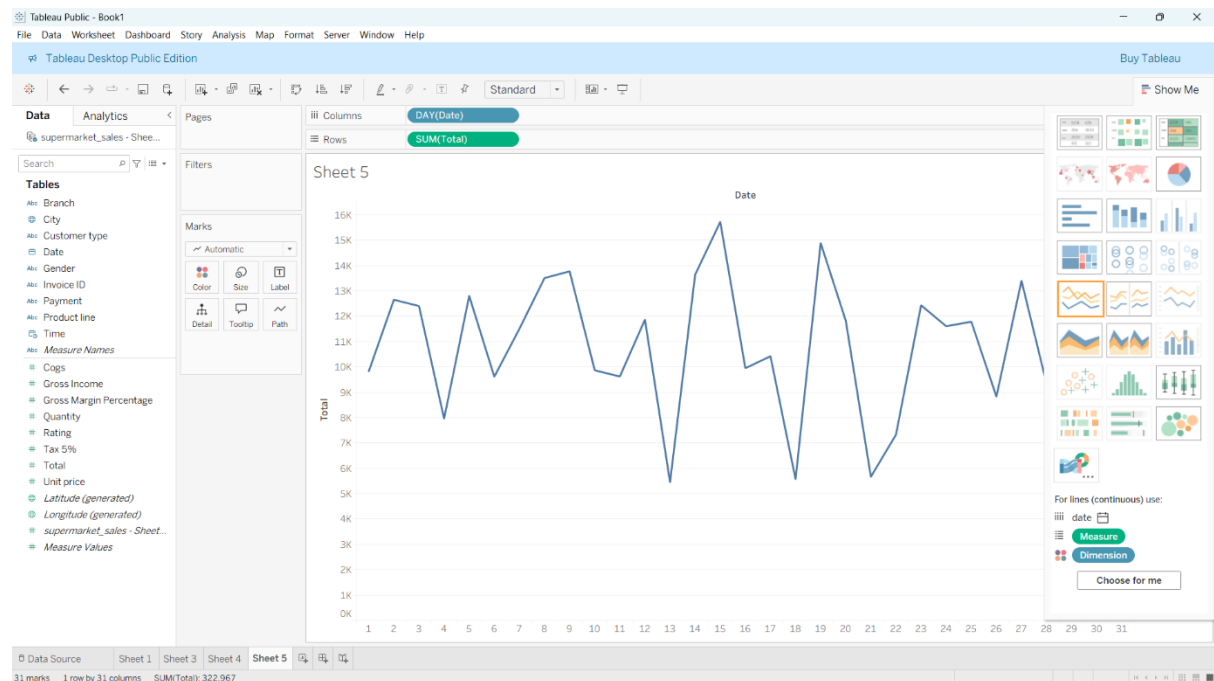 Tableau Public - Book1
File Data Worksheet Dashboard Story Analysis Map Format Server Window Help
Tableau Desktop Public Edition
Buy Tableau
Standard
Show Me
Data Analytics
supermarket_sales - Shee...
Search
Tables
Abc Branch
City
Abc Customer type
Date
Abc Gender
Abc Invoice ID
Abc Payment
Abc Product line
Time
Abc Measure Names
# Cogs
# Gross Income
# Gross Margin Percentage
# Quantity
# Rating
# Tax 5%
# Total
# Unit price
Latitude (generated)
Longitude (generated)
# supermarket_sales - Sheet...
# Measure Values
Pages
Filters
Marks
Automatic
Color Size Label
Detail Tooltip Path
Columns DAY(Date)
Rows SUM(Total)
Sheet 5
Date
16K
15K
14K
13K
12K
11K
10K
9K
8K
7K
6K
5K
4K
3K
2K
1K
0K
Total
1 2 3 4 5 6 7 8 9 10 11 12 13 14 15 16 17 18 19 20 21 22 23 24 25 26 27 28 29 30 31
For lines (continuous) use:
date
Measure
Dimension
Choose for me
Data Source Sheet 1 Sheet 3 Sheet 4 Sheet 5
31 marks 1 row by 31 columns SUM(Total): 322,967